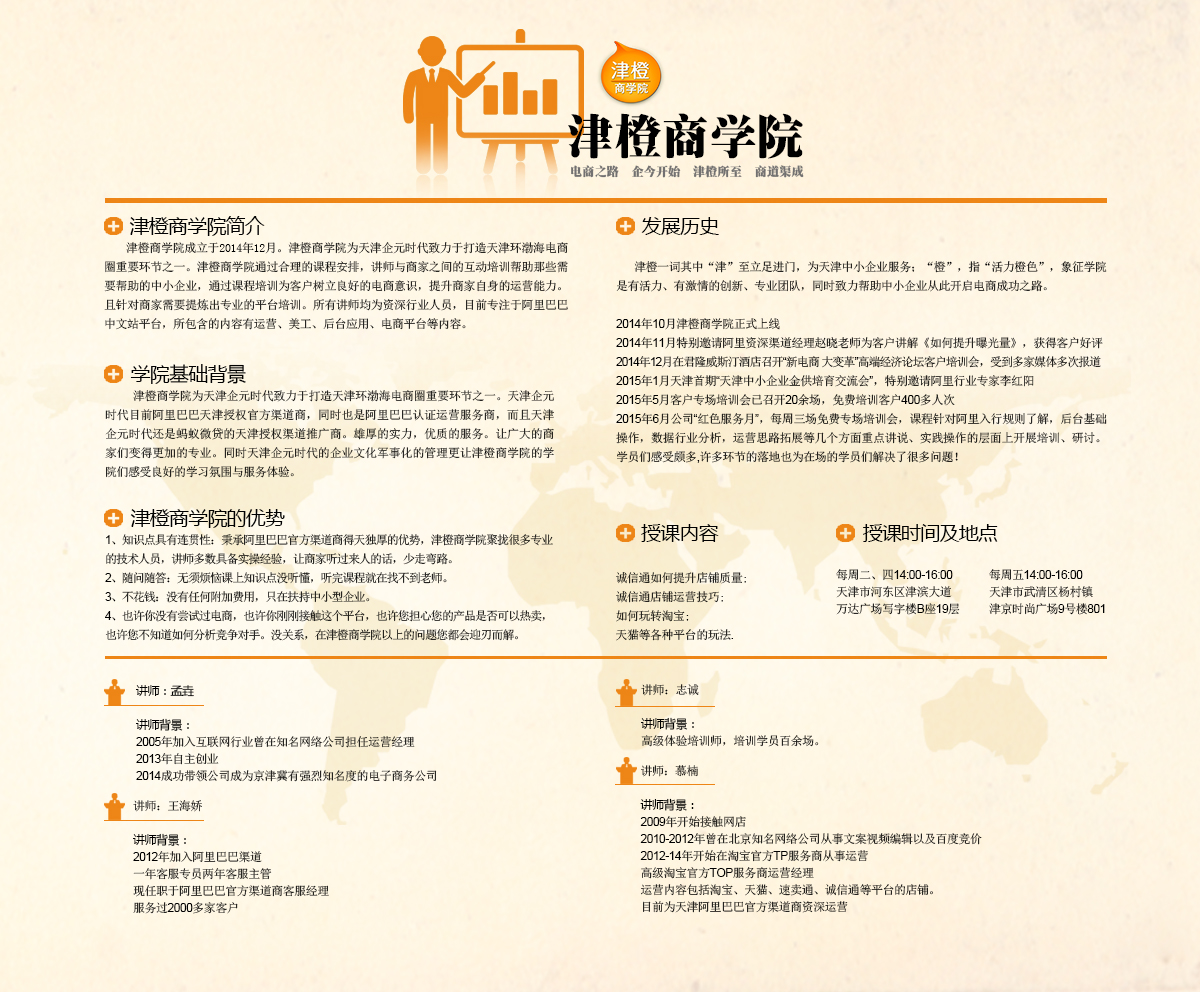 津橙
商学院
津橙商学院
电商之路 企今开始 津橙所至 商道渠成
津橙商学院简介
津橙商学院成立于2014年12月。津橙商学院为天津企元时代致力于打造天津环渤海电商
圈重要环节之一。津橙商学院通过合理的课程安排，讲师与商家之间的互动培训帮助那些需
要帮助的中小企业，通过课程培训为客户树立良好的电商意识，提升商家自身的运营能力。
且针对商家需要提炼出专业的平台培训。所有讲师均为资深行业人员，目前专注于阿里巴巴
中文站平台，所包含的内容有运营、美工、后台应用、电商平台等内容。
学院基础背景
津橙商学院为天津企元时代致力于打造天津环渤海电商圈重要环节之一。天津企元
时代目前阿里巴巴天津授权官方渠道商，同时也是阿里巴巴认证运营服务商，而且天津
企元时代还是蚂蚁微贷的天津授权渠道推广商。雄厚的实力，优质的服务。让广大的商
家们变得更加的专业。同时天津企元时代的企业文化军事化的管理更让津橙商学院的学
院们感受良好的学习氛围与服务体验。
津橙商学院的优势
1、知识点具有连贯性：秉承阿里巴巴官方渠道商得天独厚的优势，津橙商学院聚拢很多专业
的技术人员，讲师多数具备实操经验，让商家听过来人的话，少走弯路。
2、随问随答：无须烦恼课上知识点没听懂，听完课程就在找不到老师。
3、不花钱：没有任何附加费用，只在扶持中小型企业。
4、也许你没有尝试过电商，也许你刚刚接触这个平台，也许您担心您的产品是否可以热卖，
也许您不知道如何分析竞争对手。没关系，在津橙商学院以上的问题您都会迎刃而解。
发展历史
津橙一词其中“津”至立足进门，为天津中小企业服务；“橙”，指“活力橙色”，象征学院
是有活力、有激情的创新、专业团队，同时致力帮助中小企业从此开启电商成功之路。
2014年10月津橙商学院正式上线
2014年11月特别邀请阿里资深渠道经理赵晓老师为客户讲解《如何提升曝光量》，获得客户好评
2014年12月在君隆威斯汀酒店召开“新电商 大变革”高端经济论坛客户培训会，受到多家媒体多次报道
2015年1月天津首期“天津中小企业金供培育交流会”，特别邀请阿里行业专家李红阳
2015年5月客户专场培训会已召开20余场，免费培训客户400多人次
2015年6月公司“红色服务月”，每周三场免费专场培训会，课程针对阿里入行规则了解，后台基础
操作，数据行业分析，运营思路拓展等几个方面重点讲说、实践操作的层面上开展培训、研讨。
学员们感受颇多,许多环节的落地也为在场的学员们解决了很多问题！
授课内容
诚信通如何提升店铺质量；
诚信通店铺运营技巧；
如何玩转淘宝；
天猫等各种平台的玩法.
授课时间及地点
每周二、四14:00-16:00
天津市河东区津滨大道
万达广场写字楼B座19层
每周五14:00-16:00
天津市武清区杨村镇
津京时尚广场9号楼801
讲师：孟垚
讲师背景：
2005年加入互联网行业曾在知名网络公司担任运营经理
2013年自主创业
2014成功带领公司成为京津冀有强烈知名度的电子商务公司
讲师：王海娇
讲师背景：
2012年加入阿里巴巴渠道
一年客服专员两年客服主管
现任职于阿里巴巴官方渠道商客服经理
服务过2000多家客户
讲师：志诚
讲师背景：
高级体验培训师，培训学员百余场。
讲师：慕楠
讲师背景：
2009年开始接触网店
2010-2012年曾在北京知名网络公司从事文案视频编辑以及百度竞价
2012-14年开始在淘宝官方TP服务商从事运营
高级淘宝官方TOP服务商运营经理
运营内容包括淘宝、天猫、速卖通、诚信通等平台的店铺。
目前为天津阿里巴巴官方渠道商资深运营